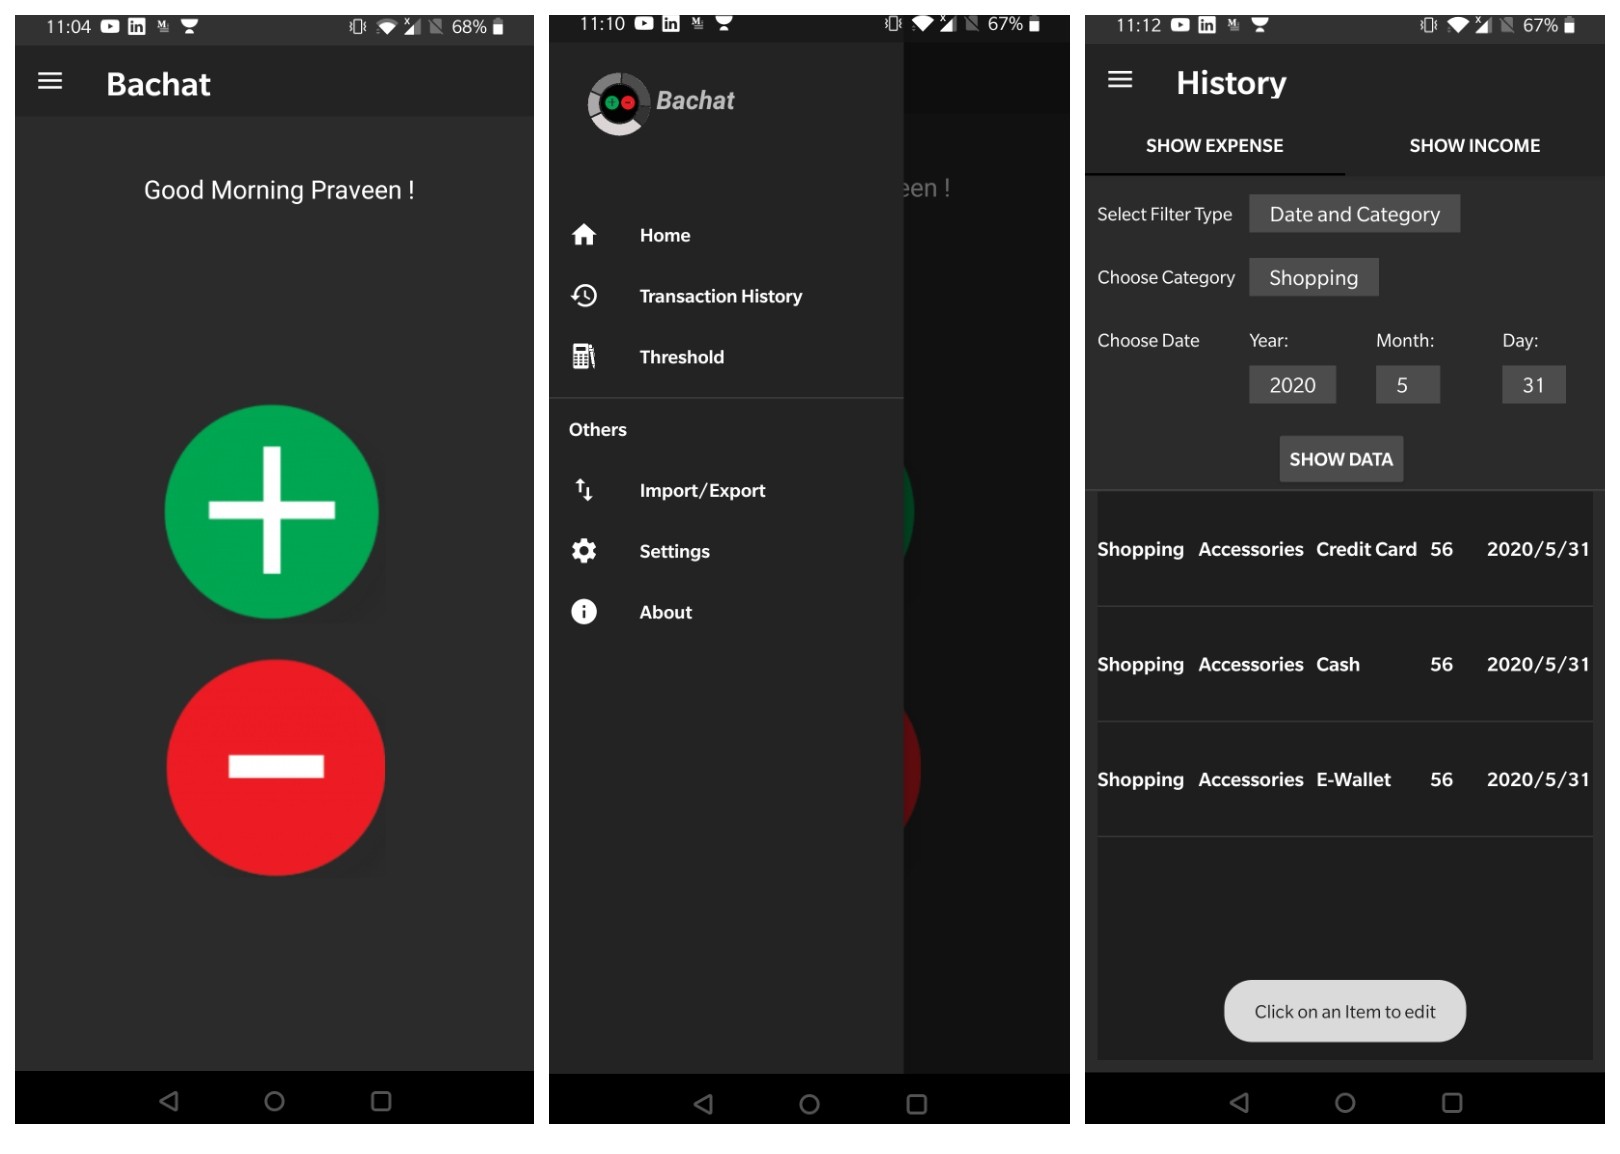 11:04 68%
Bachat
Good Morning Praveen !
11:10 67%
Bachat
een !
Home
Transaction History
Threshold
Others
Import/Export
Settings
About
11:12 67%
History
SHOW EXPENSE SHOW INCOME
Select Filter Type Date and Category
Choose Category Shopping
Choose Date Year: Month: Day:
2020 5 31
SHOW DATA
Shopping Accessories Credit Card 56 2020/5/31
Shopping Accessories Cash 56 2020/5/31
Shopping Accessories E-Wallet 56 2020/5/31
Click on an Item to edit